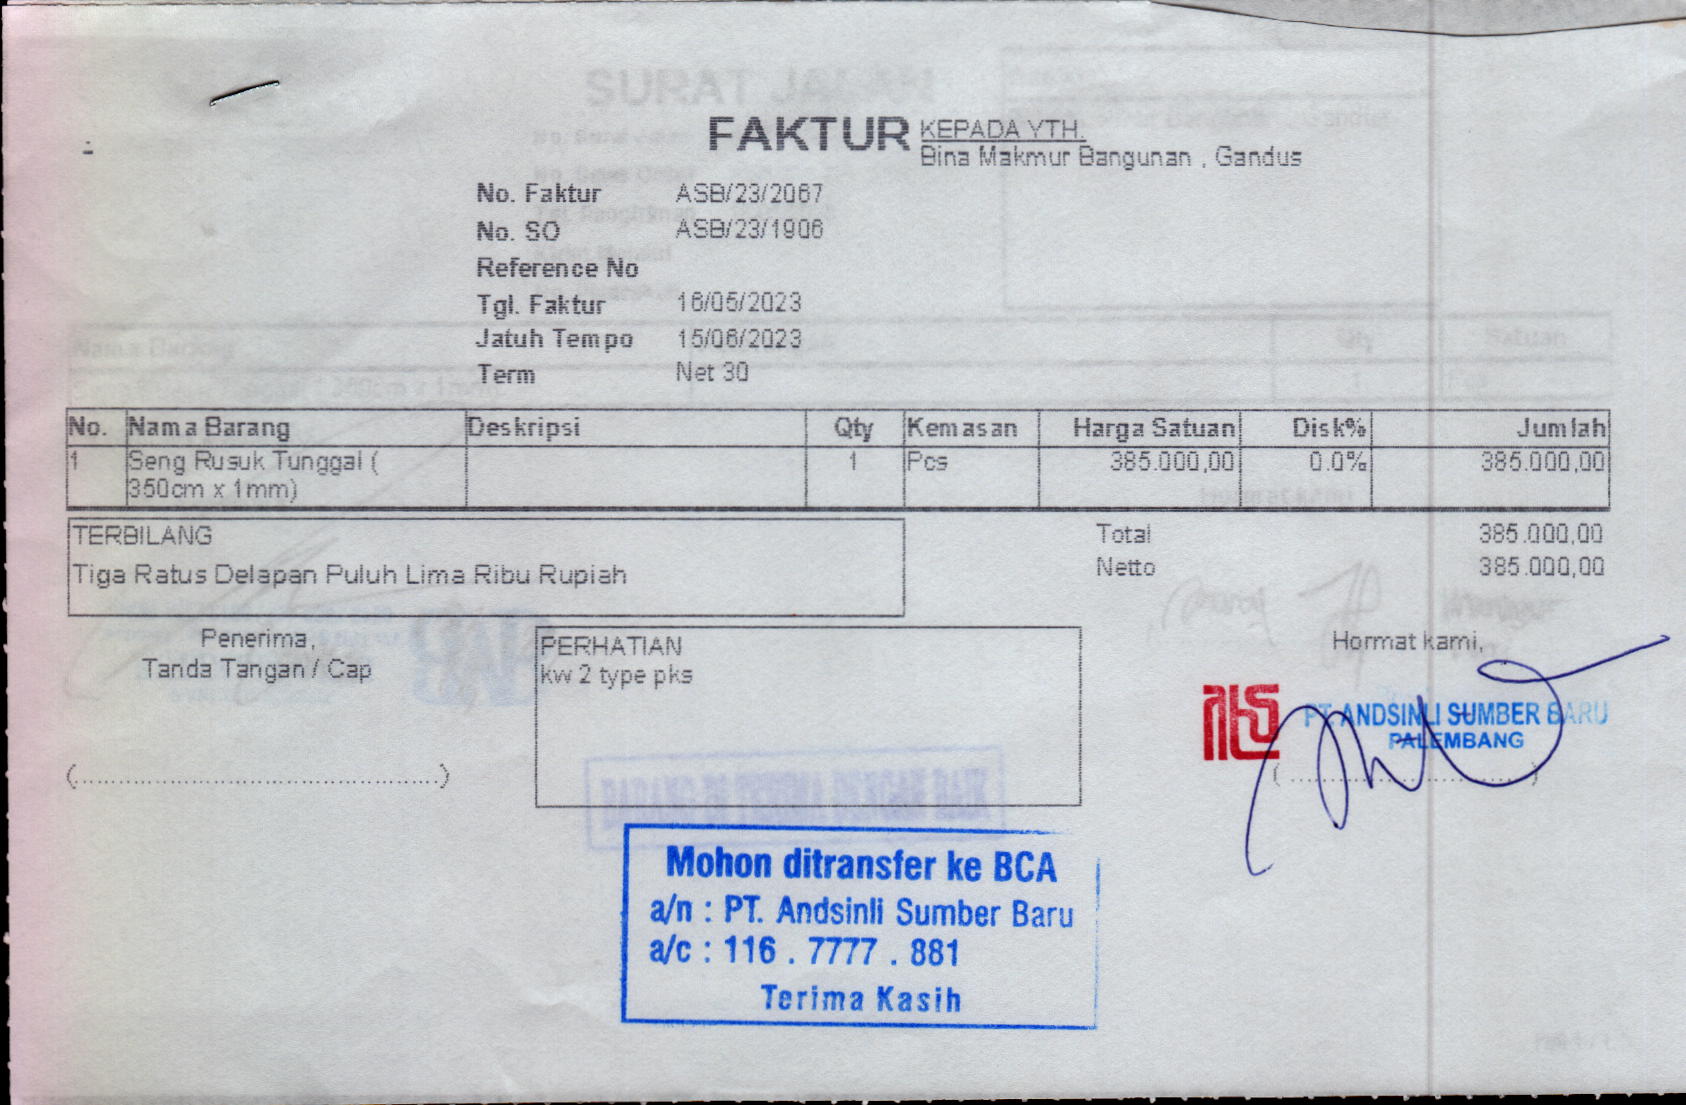 FAKTUR
KEPADA YTH.
Bina Makmur Bangunan , Gandus
No. Faktur ASB/23/2067
No. SO ASB/23/1906
Reference No
Tgl. Faktur 16/05/2023
Jatuh Tempo 15/06/2023
Term Net 30
No. Nama Barang Deskripsi Qty Kemasan Harga Satuan Disk% Jumlah
1 Seng Rusuk Tunggal ( 1 Pcs 385.000,00 0.0% 385.000,00
350cm x 1mm)
TERBILANG
Tiga Ratus Delapan Puluh Lima Ribu Rupiah
Total 385.000,00
Netto 385.000,00
Penerima,
Tanda Tangan / Cap
PERHATIAN
kw 2 type pks
Hormat kami,
PT. ANDSINLI SUMBER BARU
PALEMBANG
Mohon ditransfer ke BCA
a/n : PT. Andsinli Sumber Baru
a/c : 116 . 7777 . 881
Terima Kasih